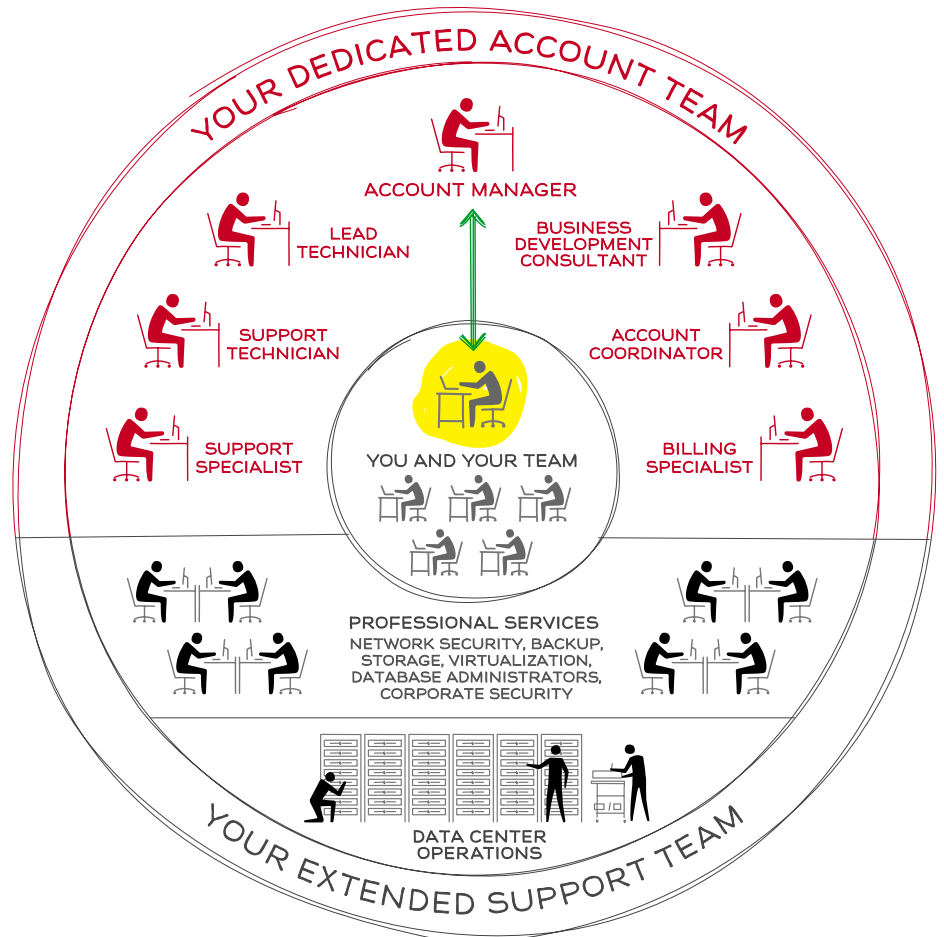 YOUR DEDICATED ACCOUNT TEAM
ACCOUNT MANAGER
LEAD
TECHNICIAN
BUSINESS
DEVELOPMENT
CONSULTANT
SUPPORT
TECHNICIAN
ACCOUNT
COORDINATOR
SUPPORT
SPECIALIST
BILLING
SPECIALIST
YOU AND YOUR TEAM
PROFESSIONAL SERVICES
NETWORK SECURITY, BACKUP,
STORAGE, VIRTUALIZATION,
DATABASE ADMINISTRATORS,
CORPORATE SECURITY
DATA CENTER
OPERATIONS
YOUR EXTENDED SUPPORT TEAM